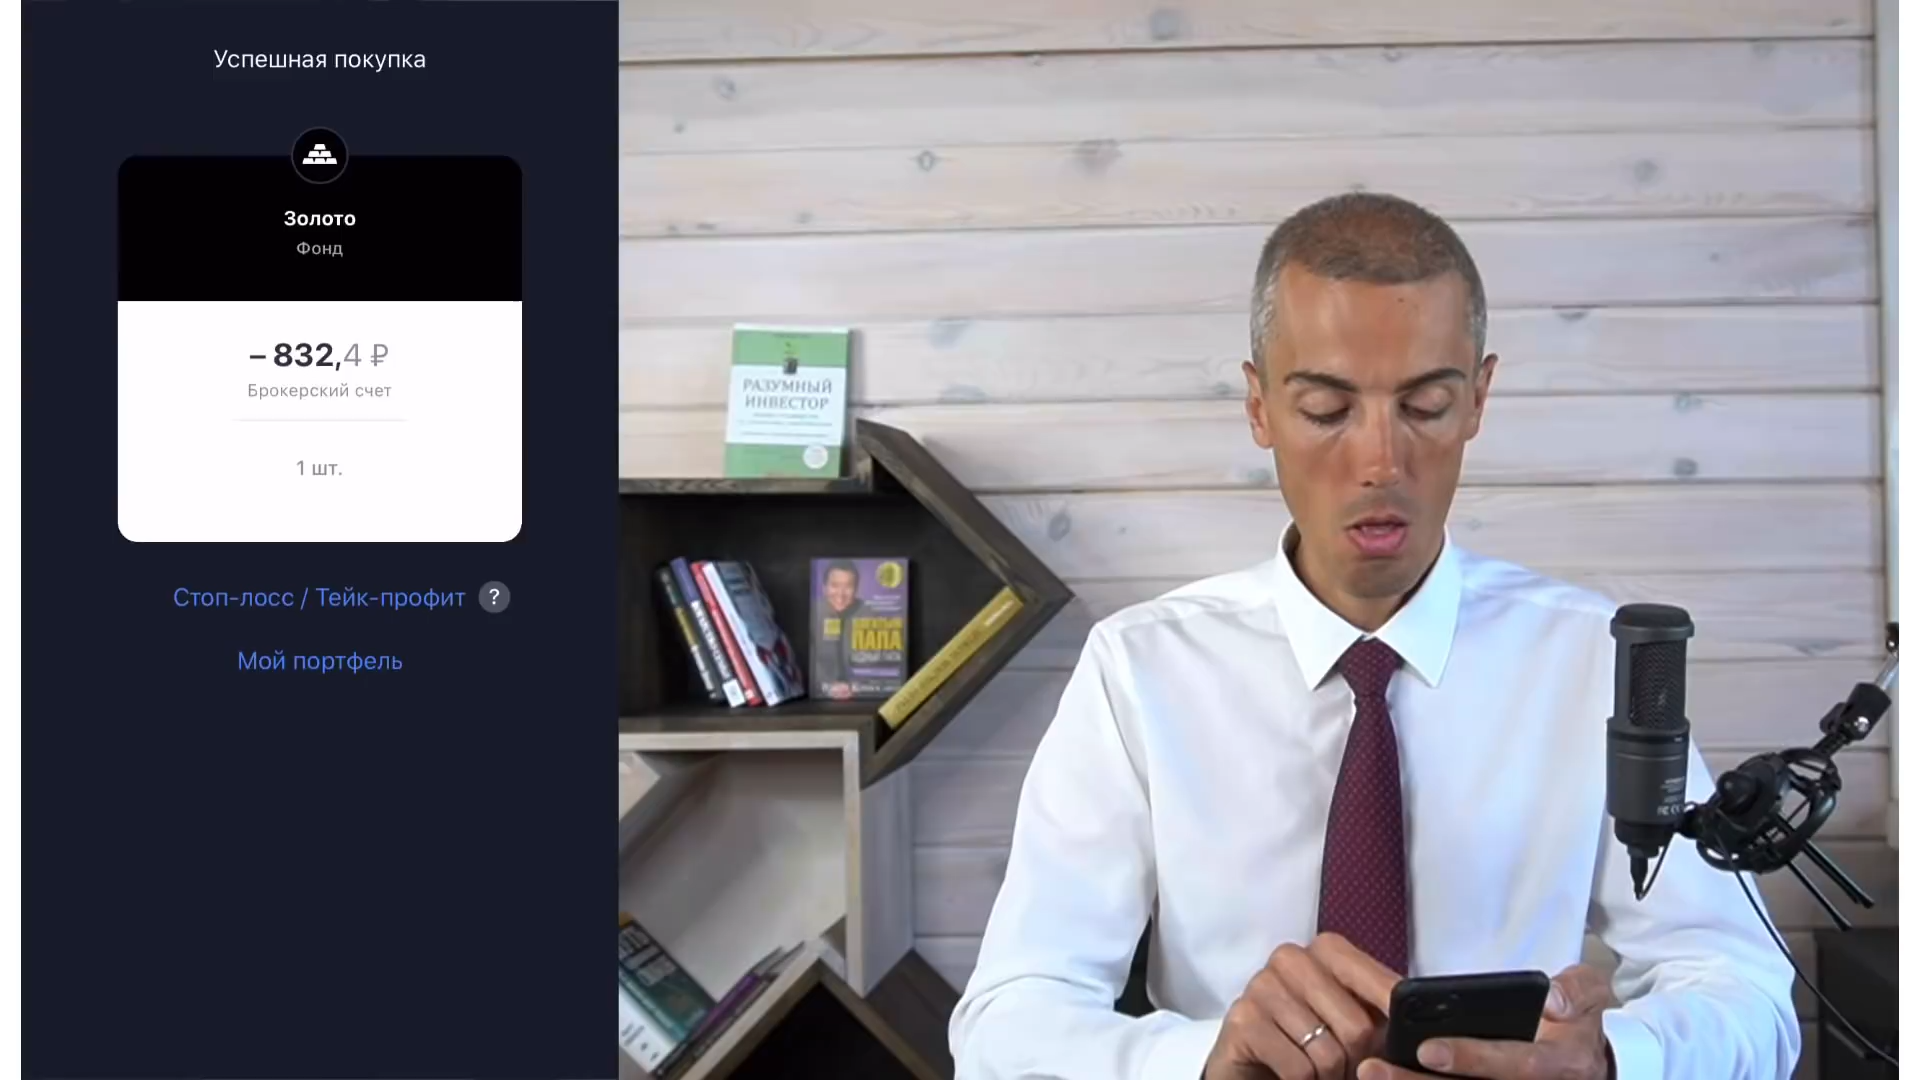 Успешная покупка
Золото
Фонд
– 832,4 ₽
Брокерский счет
1 шт.
Стоп-лосс / Тейк-профит ?
Мой портфель
РАЗУМНЫЙ
ИНВЕСТОР
БОГАТЫЙ
ПАПА